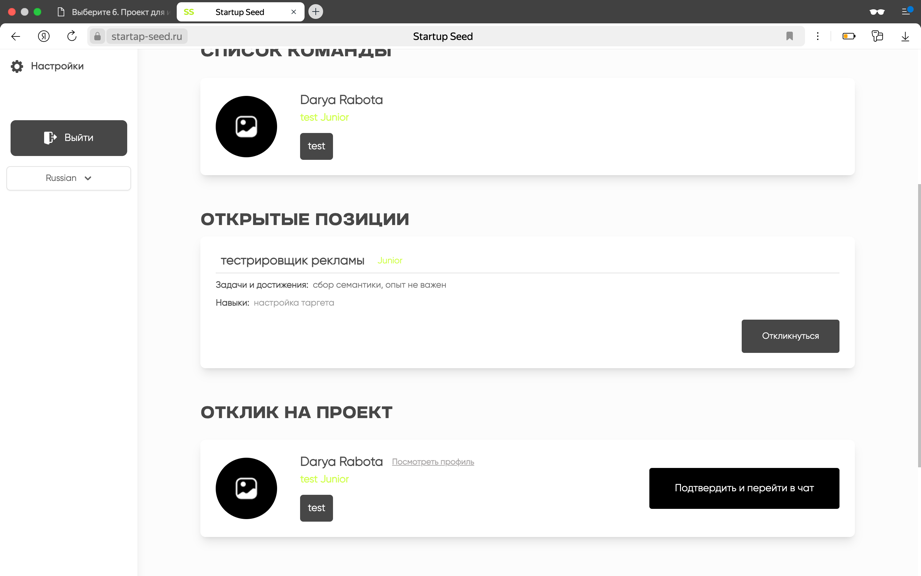 Выберите 6. Проект для
SS Startup Seed
startap-seed.ru
Startup Seed
СПИСОК КОМАНДЫ
Настройки
Выйти
Russian
Darya Rabota
test Junior
test
ОТКРЫТЫЕ ПОЗИЦИИ
тестрировщик рекламы Junior
Задачи и достижения: сбор семантики, опыт не важен
Навыки: настройка таргета
Откликнуться
ОТКЛИК НА ПРОЕКТ
Darya Rabota Посмотреть профиль
test Junior
test
Подтвердить и перейти в чат